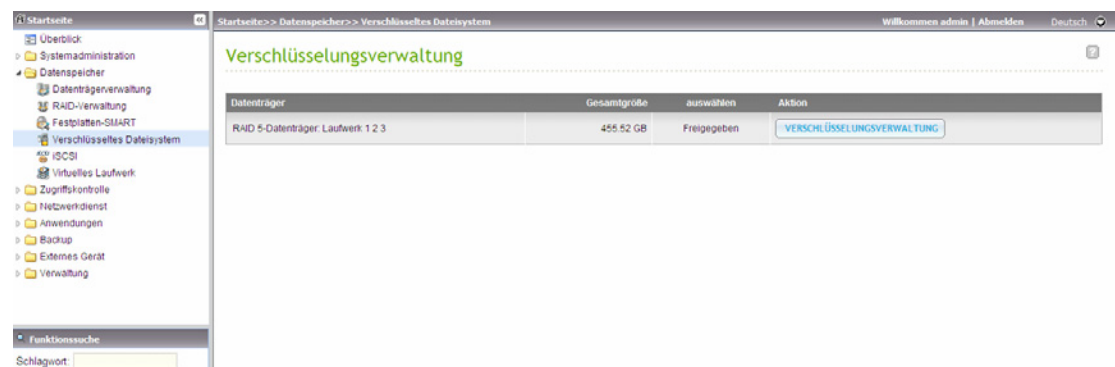 Startseite
Startseite>> Datenspeicher>> Verschlüsseltes Dateisystem
Willkommen admin | Abmelden
Deutsch
Überblick
Systemadministration
Datenspeicher
Datenträgerverwaltung
RAID-Verwaltung
Festplatten-SMART
Verschlüsseltes Dateisystem
iSCSI
Virtuelles Laufwerk
Zugriffskontrolle
Netzwerkdienst
Anwendungen
Backup
Externes Gerät
Verwaltung
Funktionssuche
Schlagwort:
Verschlüsselungsverwaltung
?
Datenträger Gesamtgröße auswählen Aktion
RAID 5-Datenträger: Laufwerk: 1 2 3 455.52 GB Freigegeben VERSCHLÜSSELUNGSVERWALTUNG